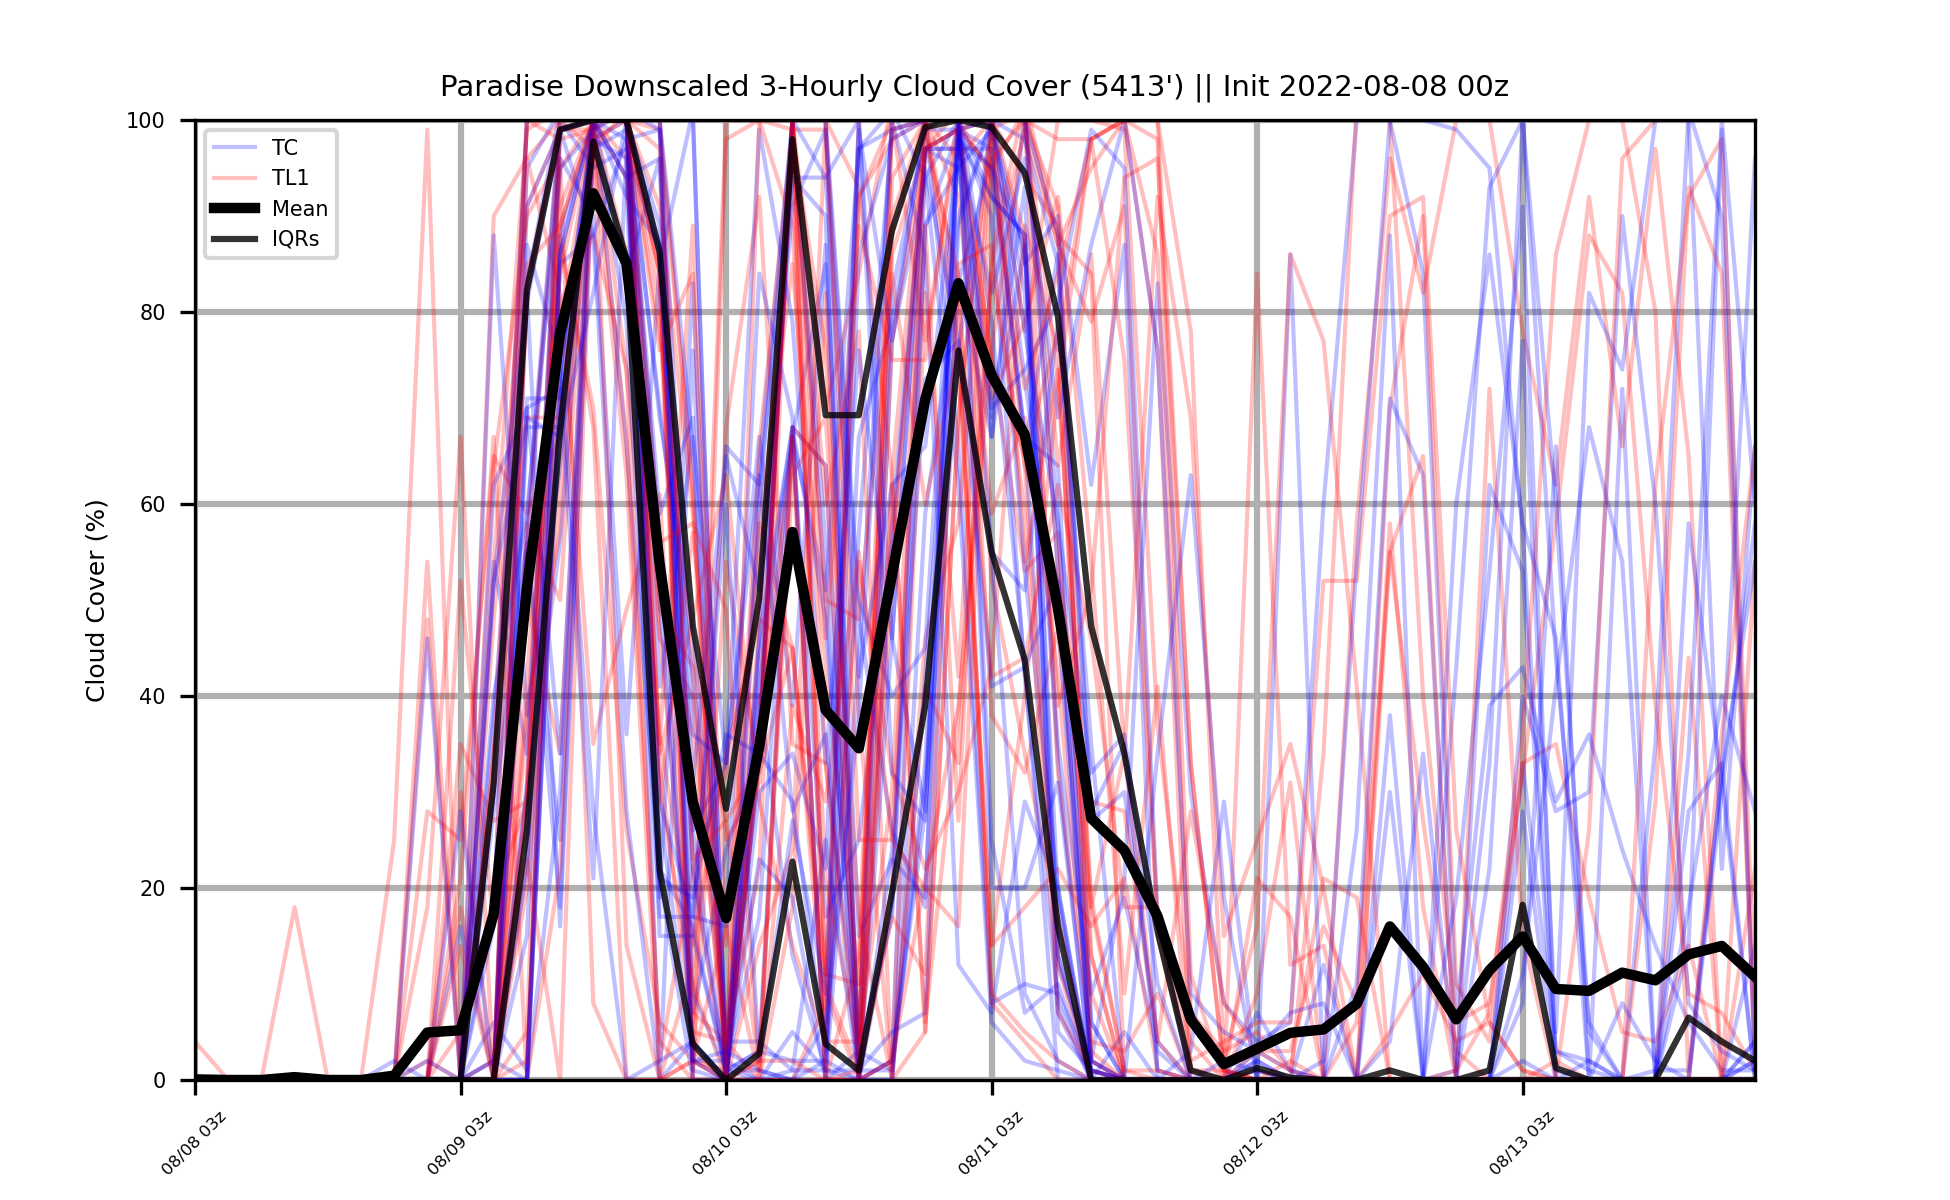 Paradise Downscaled 3-Hourly Cloud Cover (5413') || Init 2022-08-08 00z
TC
TL1
Mean
IQRs
Cloud Cover (%)
100
80
60
40
20
0
08/08 03z
08/09 03z
08/10 03z
08/11 03z
08/12 03z
08/13 03z